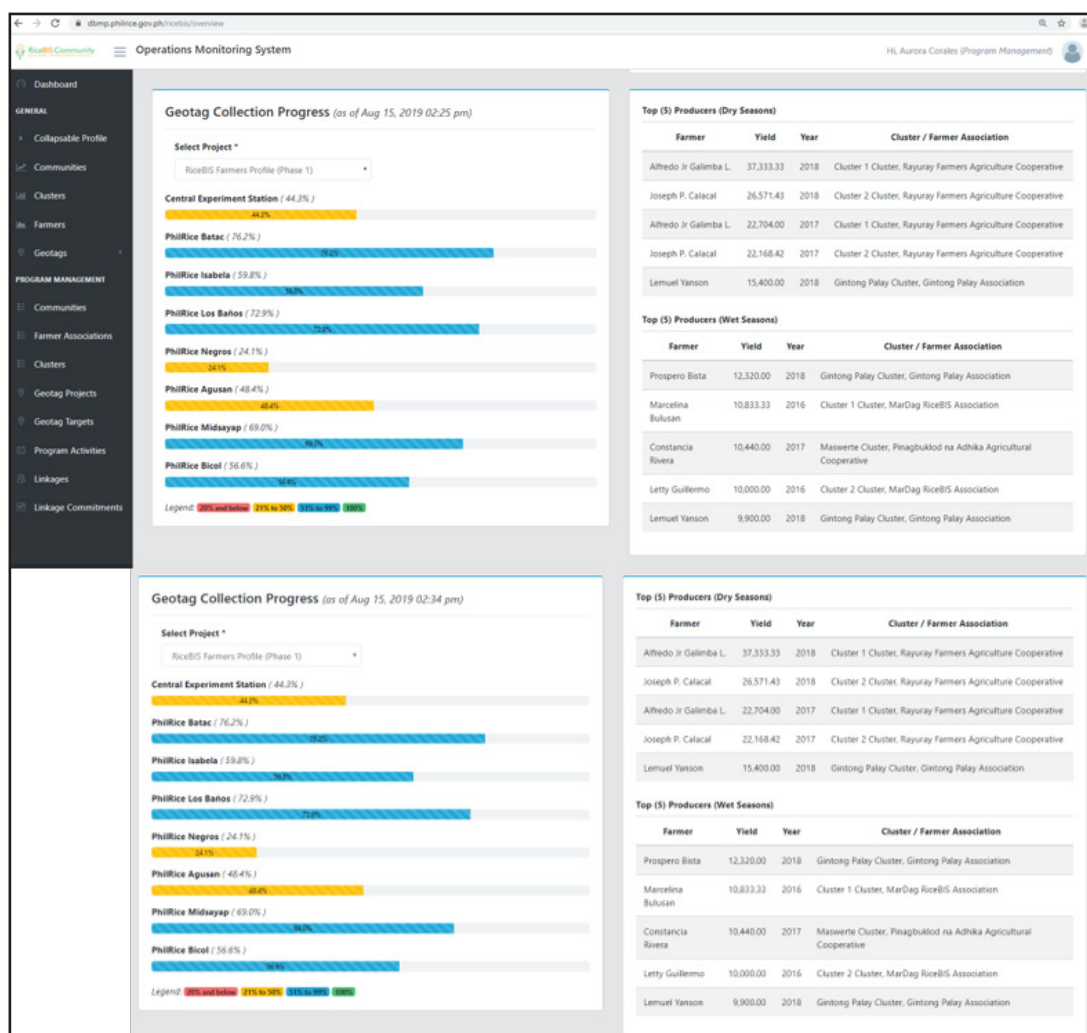 dbmp.philrice.gov.ph/ricebis/overview
RiceBIS Community
Operations Monitoring System
Hi, Aurora Corales (Program Management)
Dashboard
GENERAL
Collapsable Profile
Communities
Clusters
Farmers
Geotags
PROGRAM MANAGEMENT
Communities
Farmer Associations
Clusters
Geotag Projects
Geotag Targets
Program Activities
Linkages
Linkage Commitments
Geotag Collection Progress (as of Aug 15, 2019 02:25 pm)
Select Project *
RiceBIS Farmers Profile (Phase 1)
Central Experiment Station ( 44.3% )
44.3%
PhilRice Batac ( 76.2% )
PhilRice Isabela ( 59.8% )
PhilRice Los Baños ( 72.9% )
PhilRice Negros ( 24.1% )
24.1%
PhilRice Agusan ( 48.4% )
48.4%
PhilRice Midsayap ( 69.0% )
69.0%
PhilRice Bicol ( 56.6% )
Legend: 20% and below 21% to 50% 51% to 99% 100%
Top (5) Producers (Dry Seasons)
Farmer Yield Year Cluster / Farmer Association
Alfredo Jr Galimba L. 37,333.33 2018 Cluster 1 Cluster, Rayuray Farmers Agriculture Cooperative
Joseph P. Calacal 26,571.43 2018 Cluster 2 Cluster, Rayuray Farmers Agriculture Cooperative
Alfredo Jr Galimba L. 22,704.00 2017 Cluster 1 Cluster, Rayuray Farmers Agriculture Cooperative
Joseph P. Calacal 22,168.42 2017 Cluster 2 Cluster, Rayuray Farmers Agriculture Cooperative
Lemuel Yanson 15,400.00 2018 Gintong Palay Cluster, Gintong Palay Association
Top (5) Producers (Wet Seasons)
Farmer Yield Year Cluster / Farmer Association
Prospero Bista 12,320.00 2018 Gintong Palay Cluster, Gintong Palay Association
Marcelina Bulusan 10,833.33 2016 Cluster 1 Cluster, MarDag RiceBIS Association
Constancia Rivera 10,440.00 2017 Maswerte Cluster, Pinagbuklod na Adhika Agricultural Cooperative
Letty Guillermo 10,000.00 2016 Cluster 2 Cluster, MarDag RiceBIS Association
Lemuel Yanson 9,900.00 2018 Gintong Palay Cluster, Gintong Palay Association
Geotag Collection Progress (as of Aug 15, 2019 02:34 pm)
Select Project *
RiceBIS Farmers Profile (Phase 1)
Central Experiment Station ( 44.3% )
44.3%
PhilRice Batac ( 76.2% )
PhilRice Isabela ( 59.8% )
PhilRice Los Baños ( 72.9% )
PhilRice Negros ( 24.1% )
24.1%
PhilRice Agusan ( 48.4% )
48.4%
PhilRice Midsayap ( 69.0% )
PhilRice Bicol ( 56.6% )
Legend: 20% and below 21% to 50% 51% to 99% 100%
Top (5) Producers (Dry Seasons)
Farmer Yield Year Cluster / Farmer Association
Alfredo Jr Galimba L. 37,333.33 2018 Cluster 1 Cluster, Rayuray Farmers Agriculture Cooperative
Joseph P. Calacal 26,571.43 2018 Cluster 2 Cluster, Rayuray Farmers Agriculture Cooperative
Alfredo Jr Galimba L. 22,704.00 2017 Cluster 1 Cluster, Rayuray Farmers Agriculture Cooperative
Joseph P. Calacal 22,168.42 2017 Cluster 2 Cluster, Rayuray Farmers Agriculture Cooperative
Lemuel Yanson 15,400.00 2018 Gintong Palay Cluster, Gintong Palay Association
Top (5) Producers (Wet Seasons)
Farmer Yield Year Cluster / Farmer Association
Prospero Bista 12,320.00 2018 Gintong Palay Cluster, Gintong Palay Association
Marcelina Bulusan 10,833.33 2016 Cluster 1 Cluster, MarDag RiceBIS Association
Constancia Rivera 10,440.00 2017 Maswerte Cluster, Pinagbuklod na Adhika Agricultural Cooperative
Letty Guillermo 10,000.00 2016 Cluster 2 Cluster, MarDag RiceBIS Association
Lemuel Yanson 9,900.00 2018 Gintong Palay Cluster, Gintong Palay Association